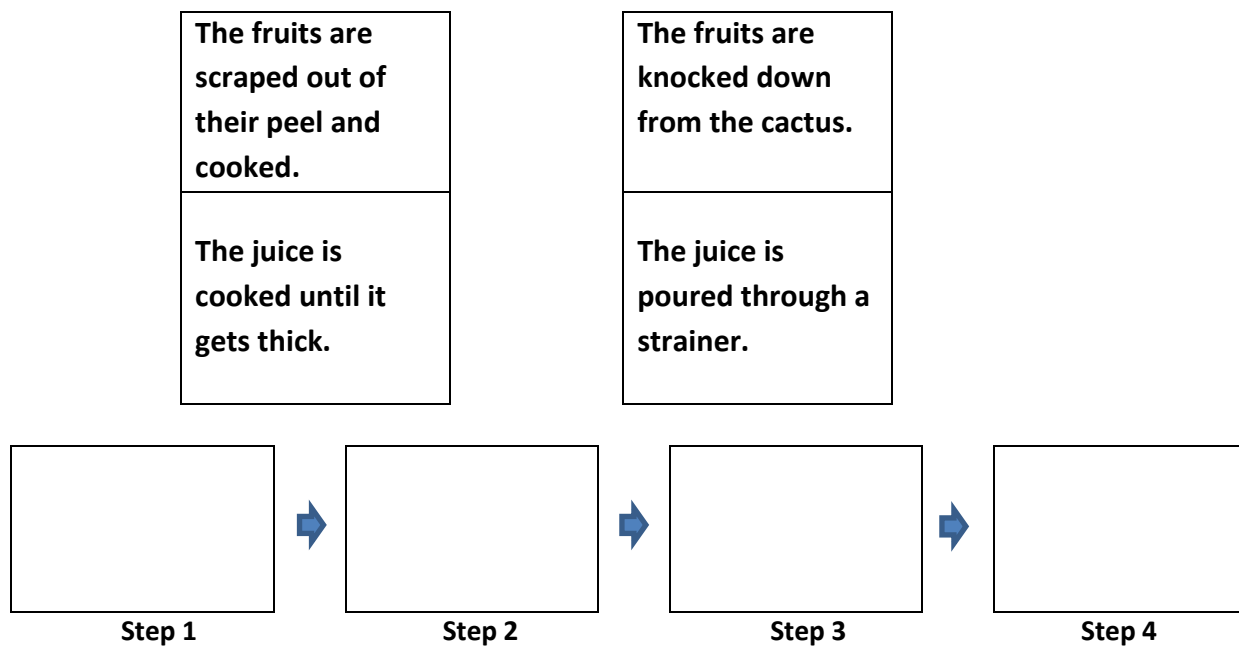 The fruits are
scraped out of
their peel and
cooked.
The fruits are
knocked down
from the cactus.
The juice is
cooked until it
gets thick.
The juice is
poured through a
strainer.
Step 1
Step 2
Step 3
Step 4